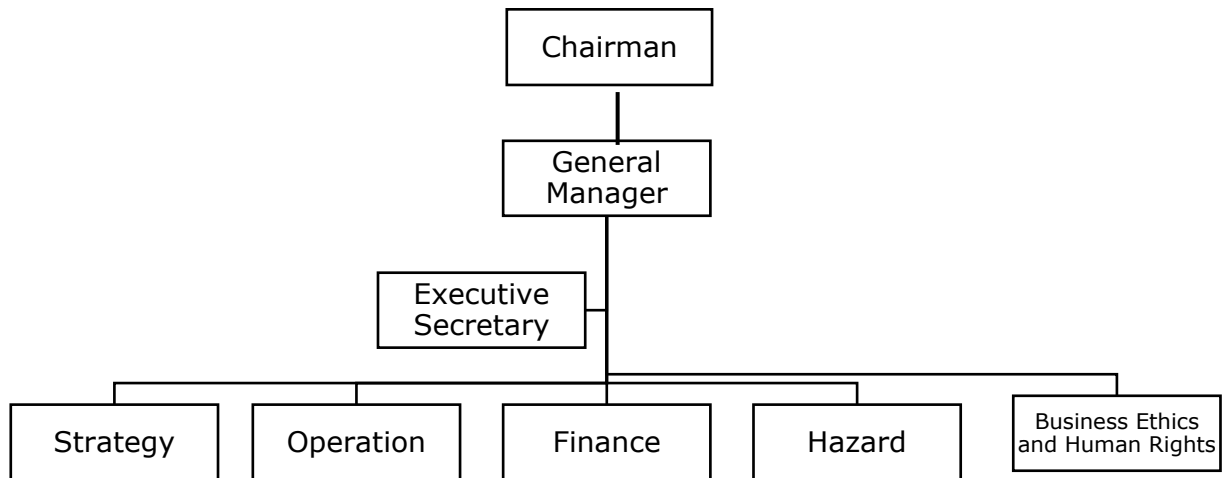 Chairman
General
Manager
Executive
Secretary
Strategy
Operation
Finance
Hazard
Business Ethics
and Human Rights